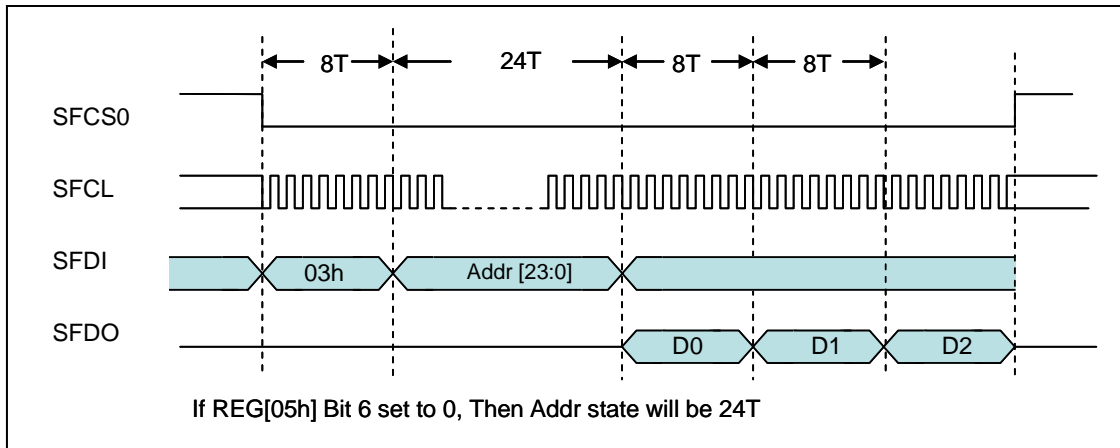 8T 24T 8T 8T
SFCS0
SFCL
SFDI 03h Addr [23:0]
SFDO D0 D1 D2
If REG[05h] Bit 6 set to 0, Then Addr state will be 24T